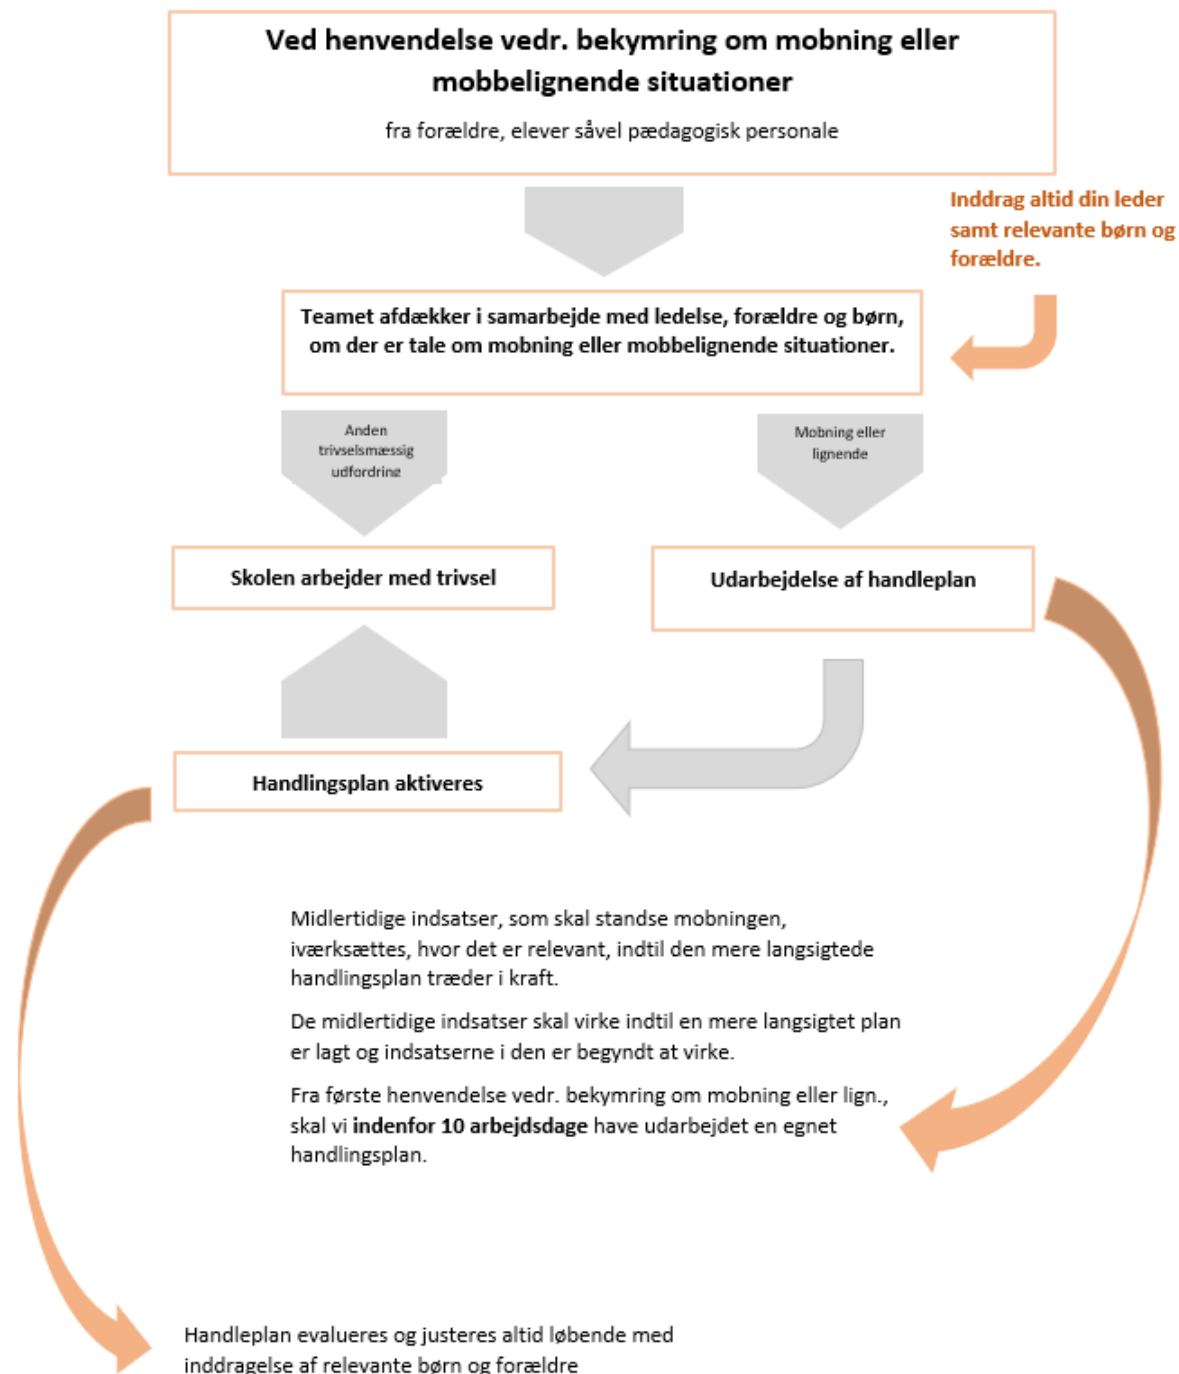 Ved henvendelse vedr. bekymring om mobning eller
mobbelignende situationer
fra forældre, elever såvel pædagogisk personale
Inddrag altid din leder
samt relevante børn og
forældre.
Teamet afdækker i samarbejde med ledelse, forældre og børn,
om der er tale om mobning eller mobbelignende situationer.
Anden
trivselsmæssig
udfordring
Mobning eller
lignende
Skolen arbejder med trivsel
Udarbejdelse af handleplan
Handlingsplan aktiveres
Midlertidige indsatser, som skal standse mobningen,
iværksættes, hvor det er relevant, indtil den mere langsigtede
handlingsplan træder i kraft.
De midlertidige indsatser skal virke indtil en mere langsigtet plan
er lagt og indsatserne i den er begyndt at virke.
Fra første henvendelse vedr. bekymring om mobning eller lign.,
skal vi indenfor 10 arbejdsdage have udarbejdet en egnet
handlingsplan.
Handleplan evalueres og justeres altid løbende med
inddragelse af relevante børn og forældre